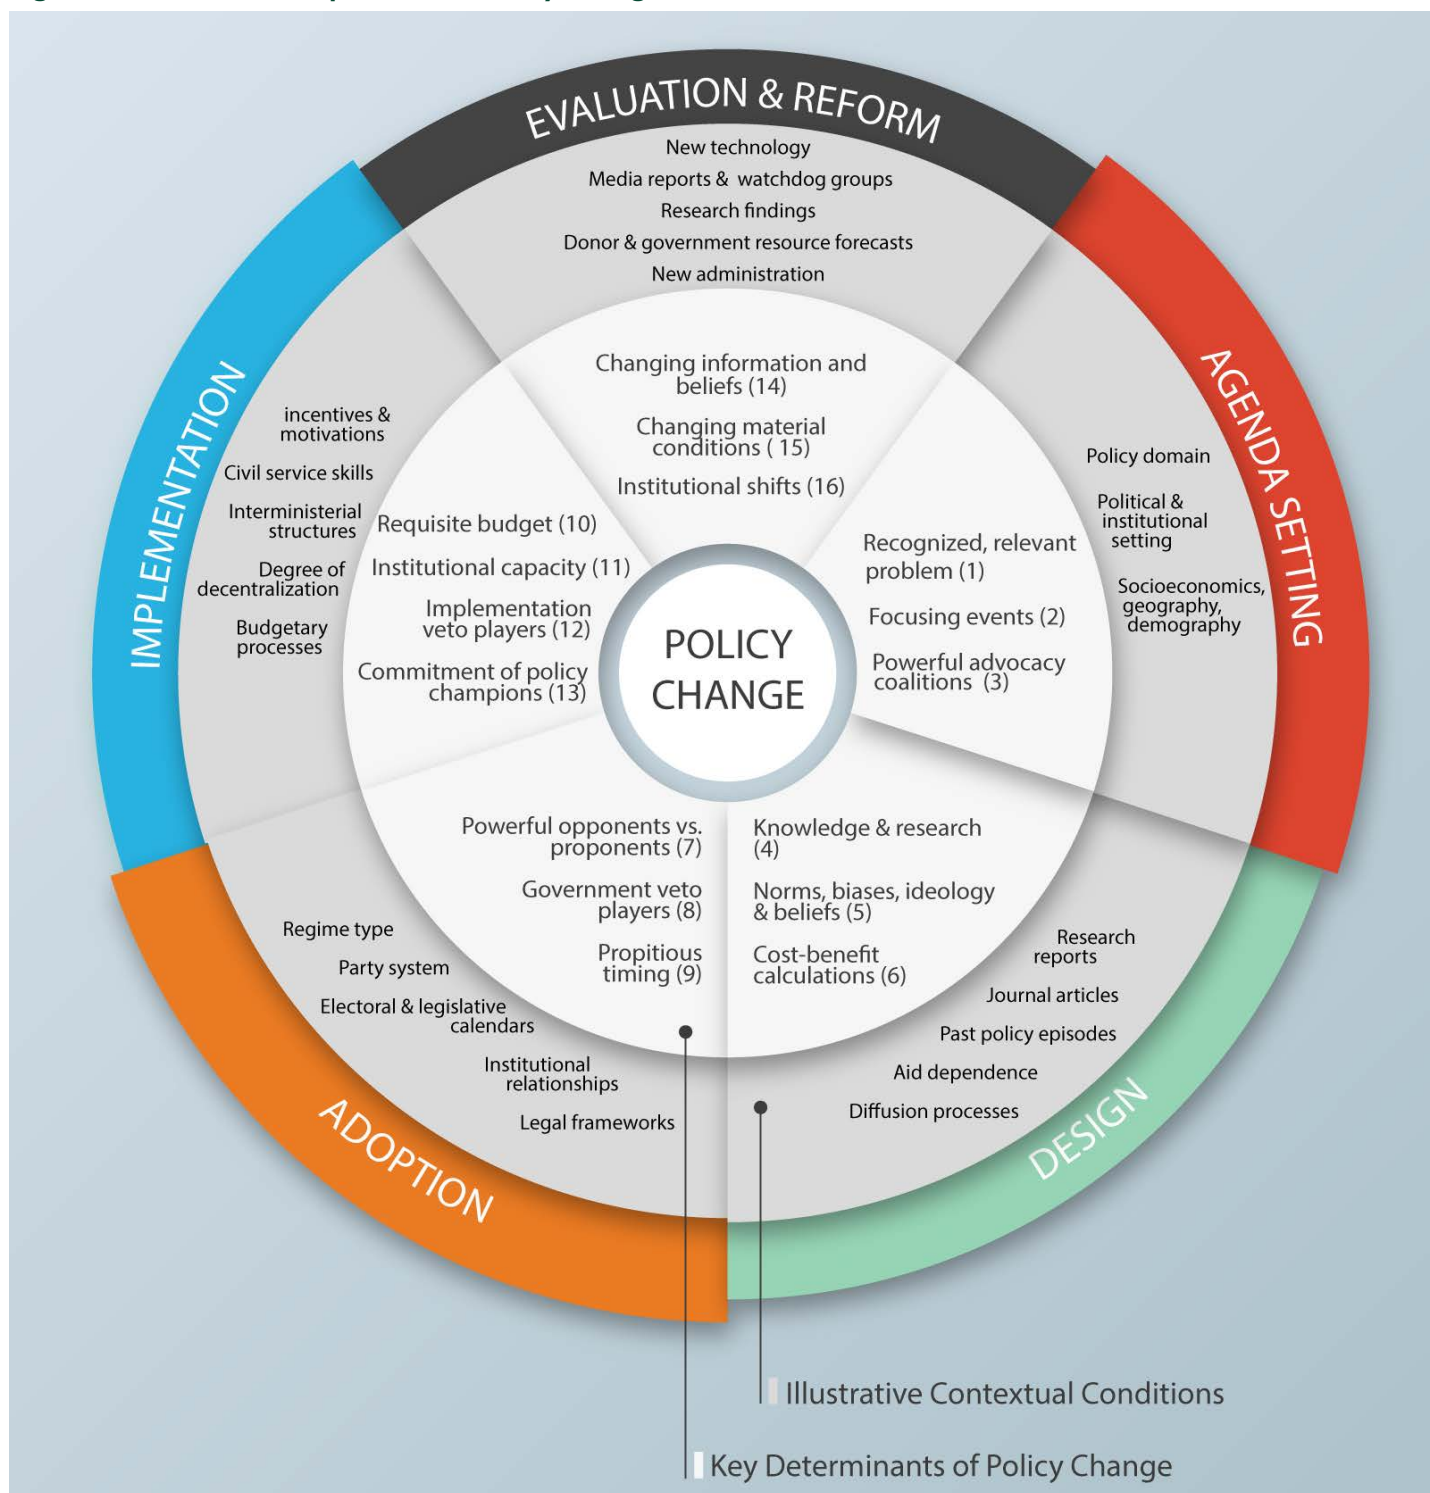 EVALUATION & REFORM
New technology
Media reports & watchdog groups
Research findings
Donor & government resource forecasts
New administration
Changing information and
beliefs (14)
Changing material
conditions ( 15)
Institutional shifts (16)
AGENDA SETTING
Policy domain
Political &
institutional
setting
Socioeconomics,
geography,
demography
Recognized, relevant
problem (1)
Focusing events (2)
Powerful advocacy
coalitions (3)
DESIGN
Knowledge & research
(4)
Norms, biases, ideology
& beliefs (5)
Cost-benefit
calculations (6)
Research
reports
Journal articles
Past policy episodes
Aid dependence
Diffusion processes
ADOPTION
Powerful opponents vs.
proponents (7)
Government veto
players (8)
Propitious
timing (9)
Regime type
Party system
Electoral & legislative
calendars
Institutional
relationships
Legal frameworks
IMPLEMENTATION
incentives &
motivations
Civil service skills
Interministerial
structures
Degree of
decentralization
Budgetary
processes
Requisite budget (10)
Institutional capacity (11)
Implementation
veto players (12)
Commitment of policy
champions (13)
POLICY
CHANGE
Illustrative Contextual Conditions
Key Determinants of Policy Change